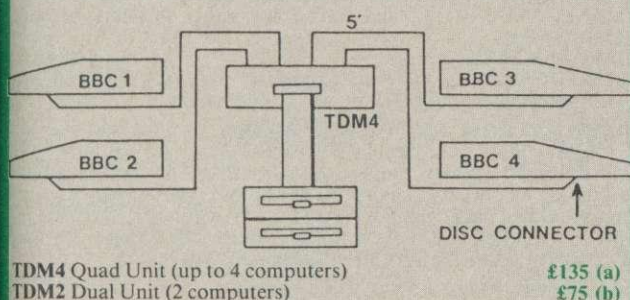 5'
BBC 1
BBC 3
TDM4
BBC 2
BBC 4
DISC CONNECTOR
TDM4 Quad Unit (up to 4 computers) £135 (a)
TDM2 Dual Unit (2 computers) £75 (b)